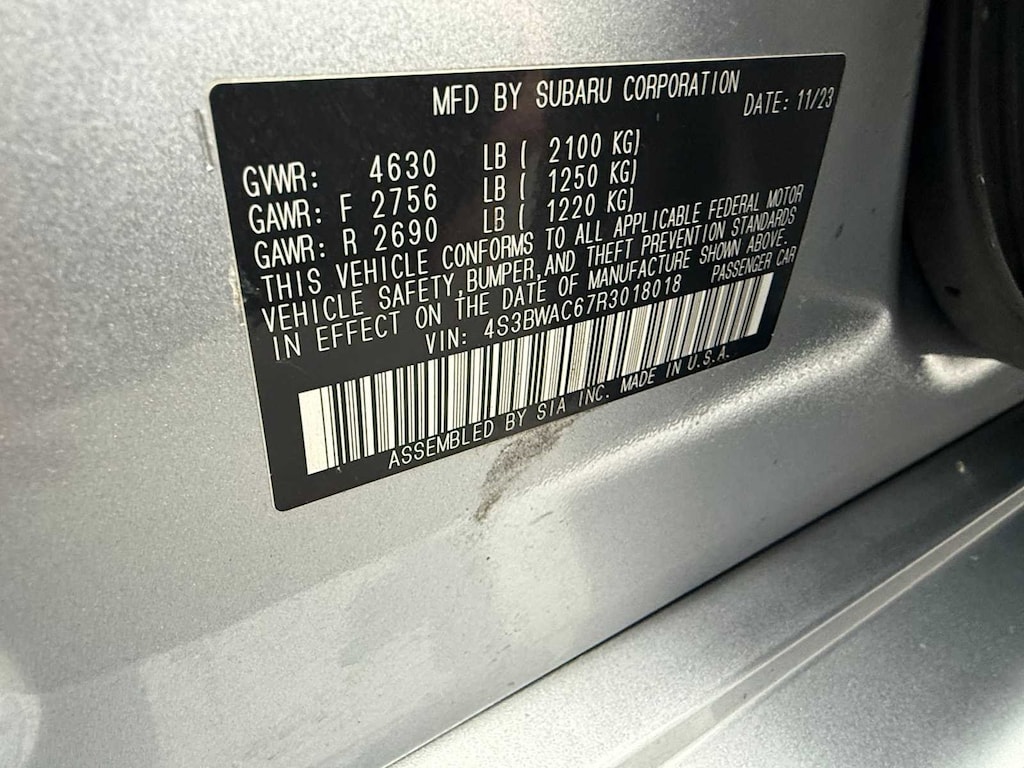 MFD BY SUBARU CORPORATION DATE: 11/23
GVWR: 4630 LB ( 2100 KG)
GAWR: F 2756 LB ( 1250 KG)
GAWR: R 2690 LB ( 1220 KG)
THIS VEHICLE CONFORMS TO ALL APPLICABLE FEDERAL MOTOR
VEHICLE SAFETY,BUMPER,AND THEFT PREVENTION STANDARDS
IN EFFECT ON THE DATE OF MANUFACTURE SHOWN ABOVE.
VIN: 4S3BWAC67R3018018 PASSENGER CAR
ASSEMBLED BY SIA INC. MADE IN U.S.A.